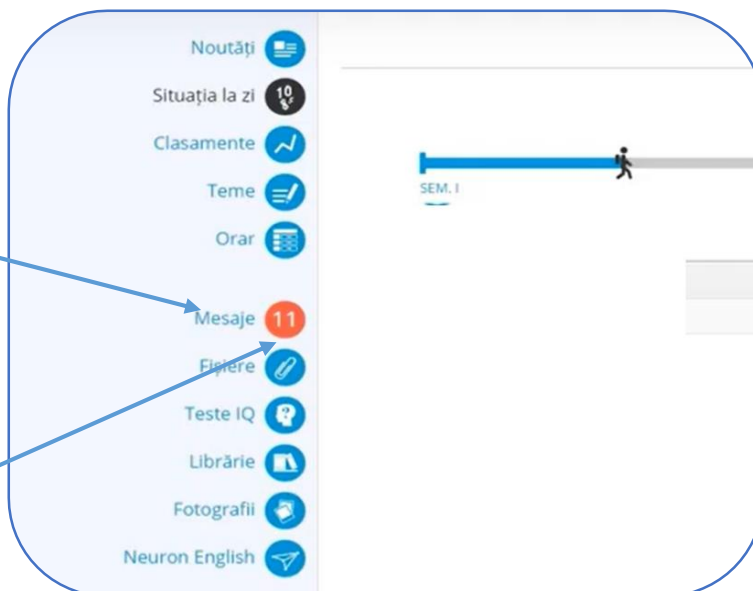 Noutăți
Situația la zi
Clasamente
Teme
Orar
Mesaje 11
Fișiere
Teste IQ
Librărie
Fotografii
Neuron English
SEM. I